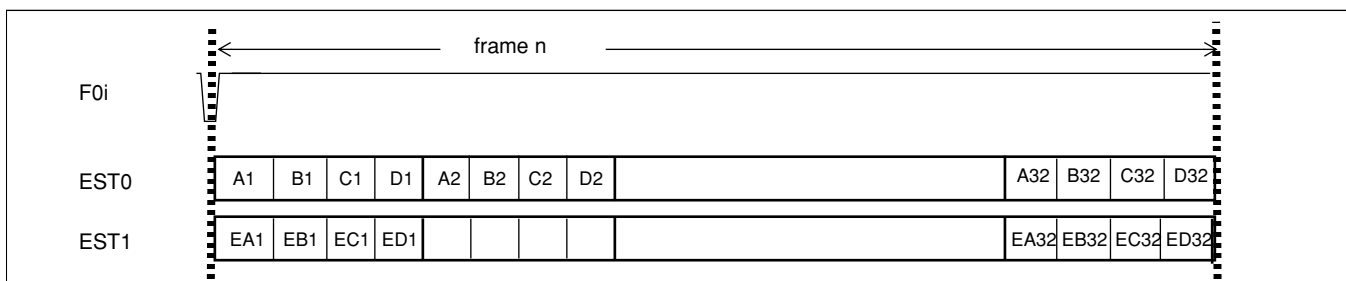 frame n
F0i
EST0 A1 B1 C1 D1 A2 B2 C2 D2 A32 B32 C32 D32
EST1 EA1 EB1 EC1 ED1 EA32 EB32 EC32 ED32